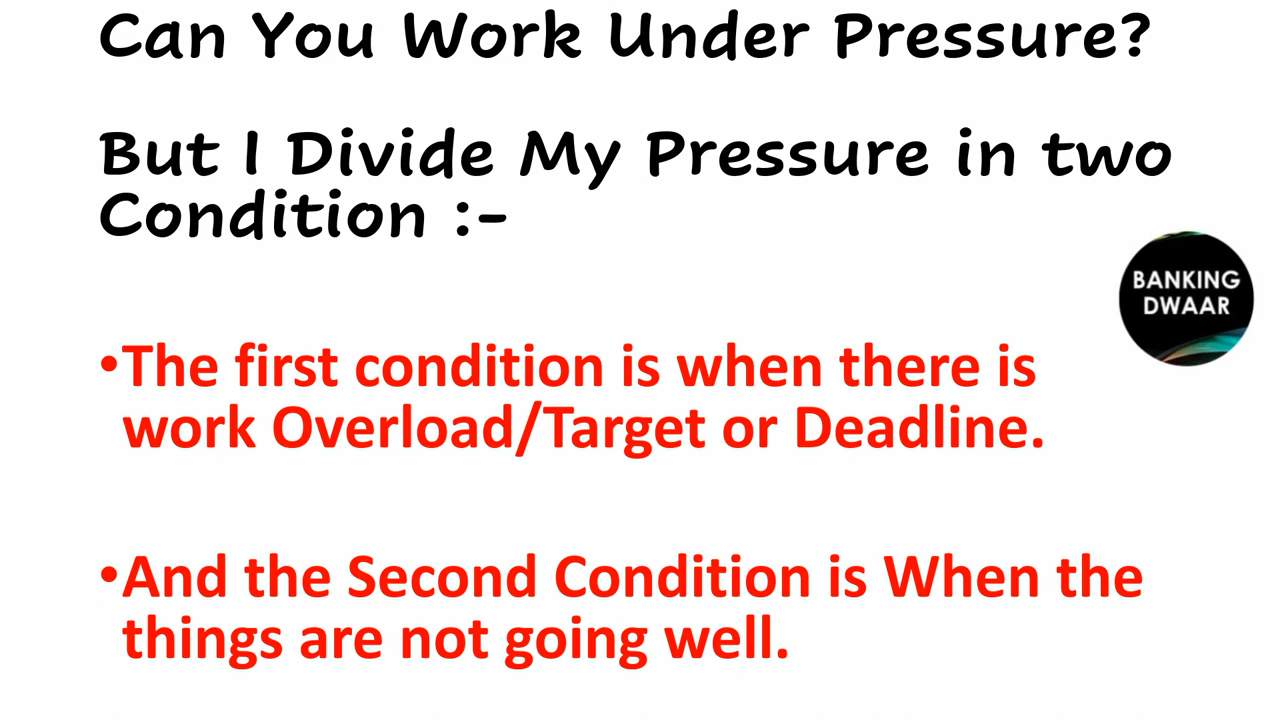 Can You Work Under Pressure?
But I Divide My Pressure in two
Condition :-
BANKING
DWAAR
•The first condition is when there is
work Overload/Target or Deadline.
•And the Second Condition is When the
things are not going well.